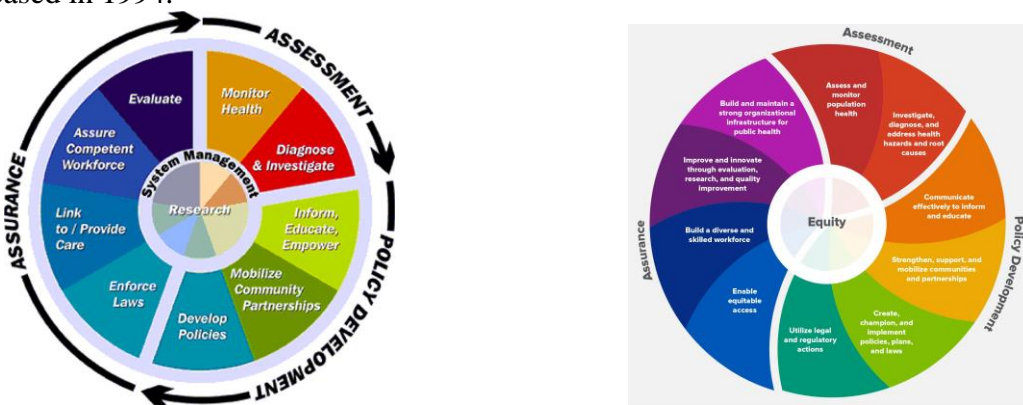 ased in 1994.
ASSESSMENT
POLICY DEVELOPMENT
ASSURANCE
Monitor
Health
Diagnose
& Investigate
Inform,
Educate,
Empower
Mobilize
Community
Partnerships
Develop
Policies
Enforce
Laws
Link
to / Provide
Care
Assure
Competent
Workforce
Evaluate
System Management
Research
Assessment
Policy Development
Assurance
Assess and
monitor
population
health
Investigate,
diagnose, and
address health
hazards and root
causes
Communicate
effectively to inform
and educate
Strengthen, support, and
mobilize communities
and partnerships
Create,
champion, and
implement
policies, plans,
and laws
Utilize legal
and regulatory
actions
Enable
equitable
access
Build a diverse and
skilled workforce
Improve and innovate
through evaluation,
research, and quality
improvement
Build and maintain a
strong organizational
infrastructure for
public health
Equity